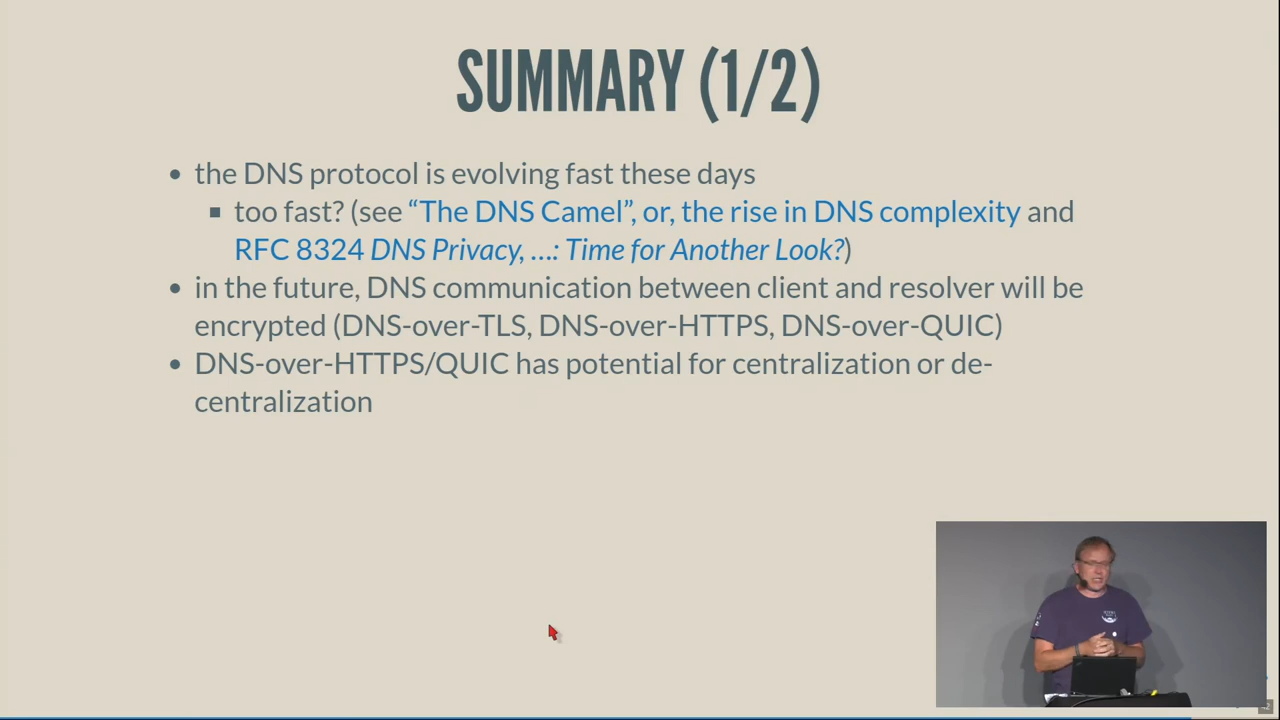 SUMMARY (1/2)
• the DNS protocol is evolving fast these days
▪ too fast? (see “The DNS Camel”, or, the rise in DNS complexity and
RFC 8324 DNS Privacy, …: Time for Another Look?)
• in the future, DNS communication between client and resolver will be
encrypted (DNS-over-TLS, DNS-over-HTTPS, DNS-over-QUIC)
• DNS-over-HTTPS/QUIC has potential for centralization or de-
centralization